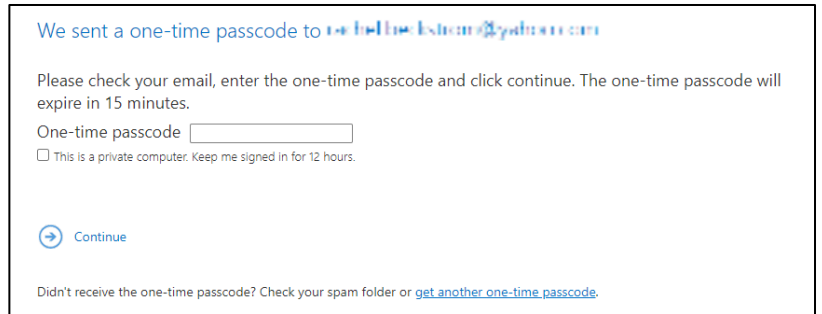 We sent a one-time passcode to
Please check your email, enter the one-time passcode and click continue. The one-time passcode will
expire in 15 minutes.
One-time passcode
This is a private computer. Keep me signed in for 12 hours.
Continue
Didn't receive the one-time passcode? Check your spam folder or get another one-time passcode.